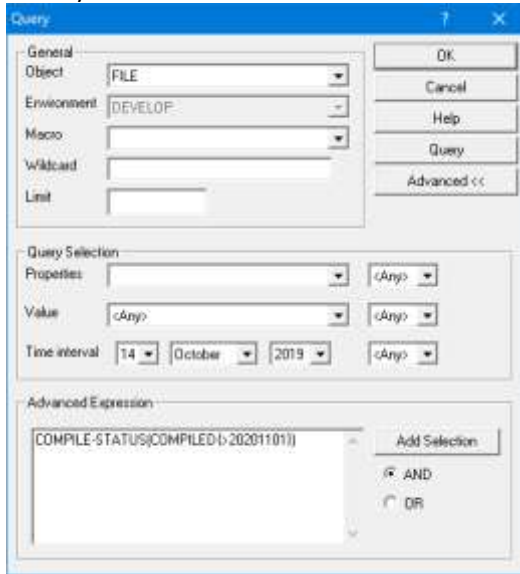 Query ?
General
Object FILE
Environment DEVELOP
Macro
Wildcard
Limit
OK
Cancel
Help
Query
Advanced <<
Query Selection
Properties <Any>
Value <Any> <Any>
Time interval 14 October 2019 <Any>
Advanced Expression
COMPILE-STATUS(COMPILED(>20201101))
Add Selection
AND
OR